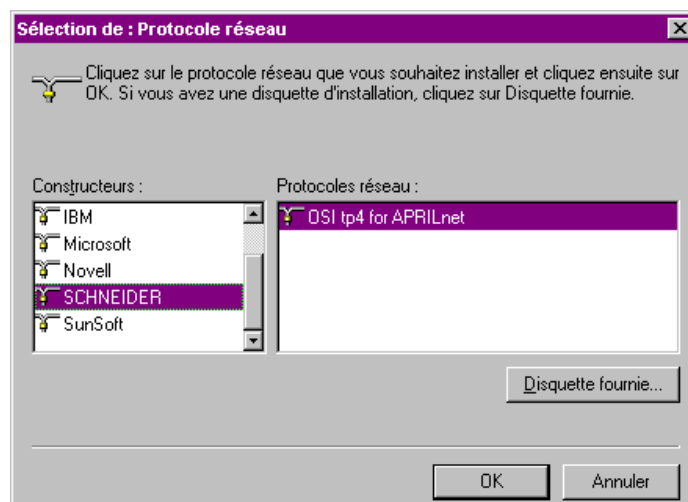 Sélection de : Protocole réseau
Cliquez sur le protocole réseau que vous souhaitez installer et cliquez ensuite sur
OK. Si vous avez une disquette d'installation, cliquez sur Disquette fournie.
Constructeurs :
IBM
Microsoft
Novell
SCHNEIDER
SunSoft
Protocoles réseau :
OSI tp4 for APRILnet
Disquette fournie...
OK
Annuler